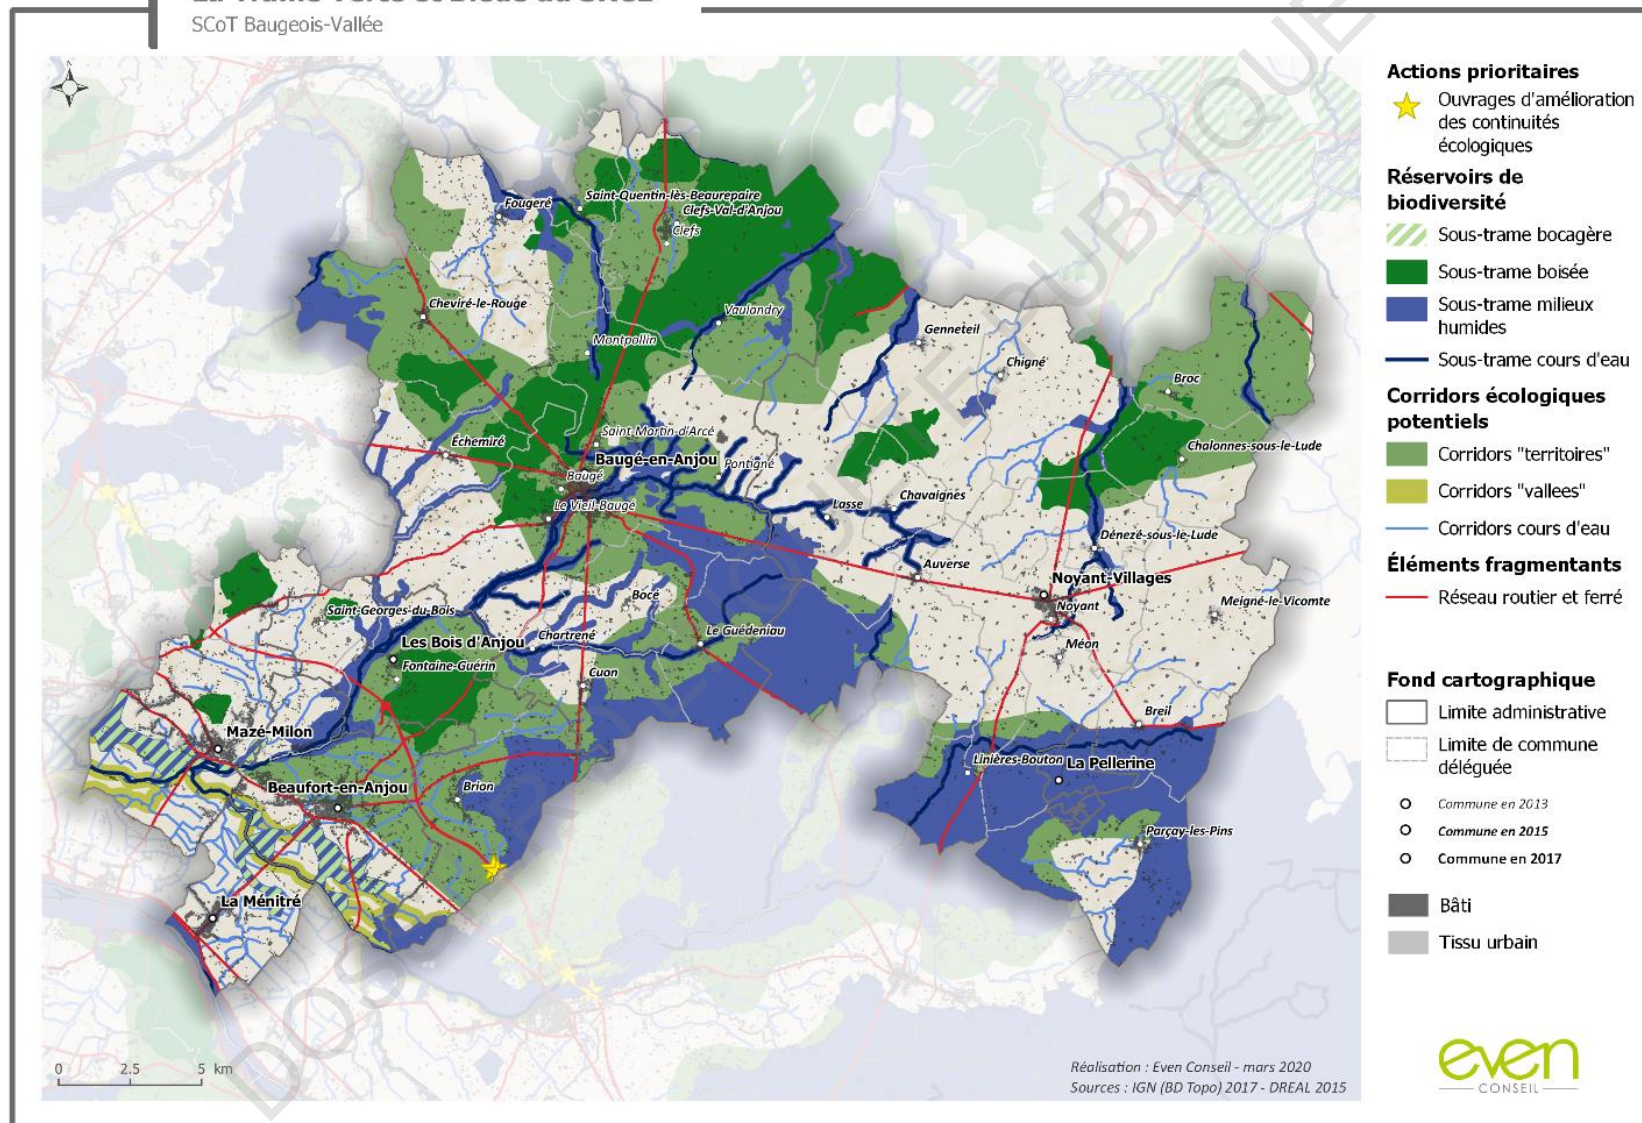 La Trame Verte et Bleue du SRCE
SCoT Baugeois-Vallée
N
Fougeré
Saint-Quentin-lès-Beaurepaire
Clefs-Val-d'Anjou
Clefs
Cheviré-le-Rouge
Vaulandry
Montpollin
Genneteil
Chigné
Broc
Échemiré
Saint-Martin-d'Arcé
Baugé-en-Anjou
Pontigné
Baugé
Chalonnes-sous-le-Lude
Le Vieil-Baugé
Lasse
Chavaignes
Dénezé-sous-le-Lude
Auverse
Noyant-Villages
Noyant
Meigné-le-Vicomte
Bocé
Saint-Georges-du-Bois
Chartrené
Le Guédeniau
Les Bois d'Anjou
Fontaine-Guérin
Méon
Cuon
Breil
Mazé-Milon
Linières-Bouton
La Pellerine
Beaufort-en-Anjou
Brion
Parçay-les-Pins
La Ménitré
0 2.5 5 km
Réalisation : Even Conseil - mars 2020
Sources : IGN (BD Topo) 2017 - DREAL 2015
Actions prioritaires
Ouvrages d'amélioration
des continuités
écologiques
Réservoirs de
biodiversité
Sous-trame bocagère
Sous-trame boisée
Sous-trame milieux
humides
Sous-trame cours d'eau
Corridors écologiques
potentiels
Corridors "territoires"
Corridors "vallees"
Corridors cours d'eau
Éléments fragmentants
Réseau routier et ferré
Fond cartographique
Limite administrative
Limite de commune
déléguée
Commune en 2013
Commune en 2015
Commune en 2017
Bâti
Tissu urbain
even
CONSEIL